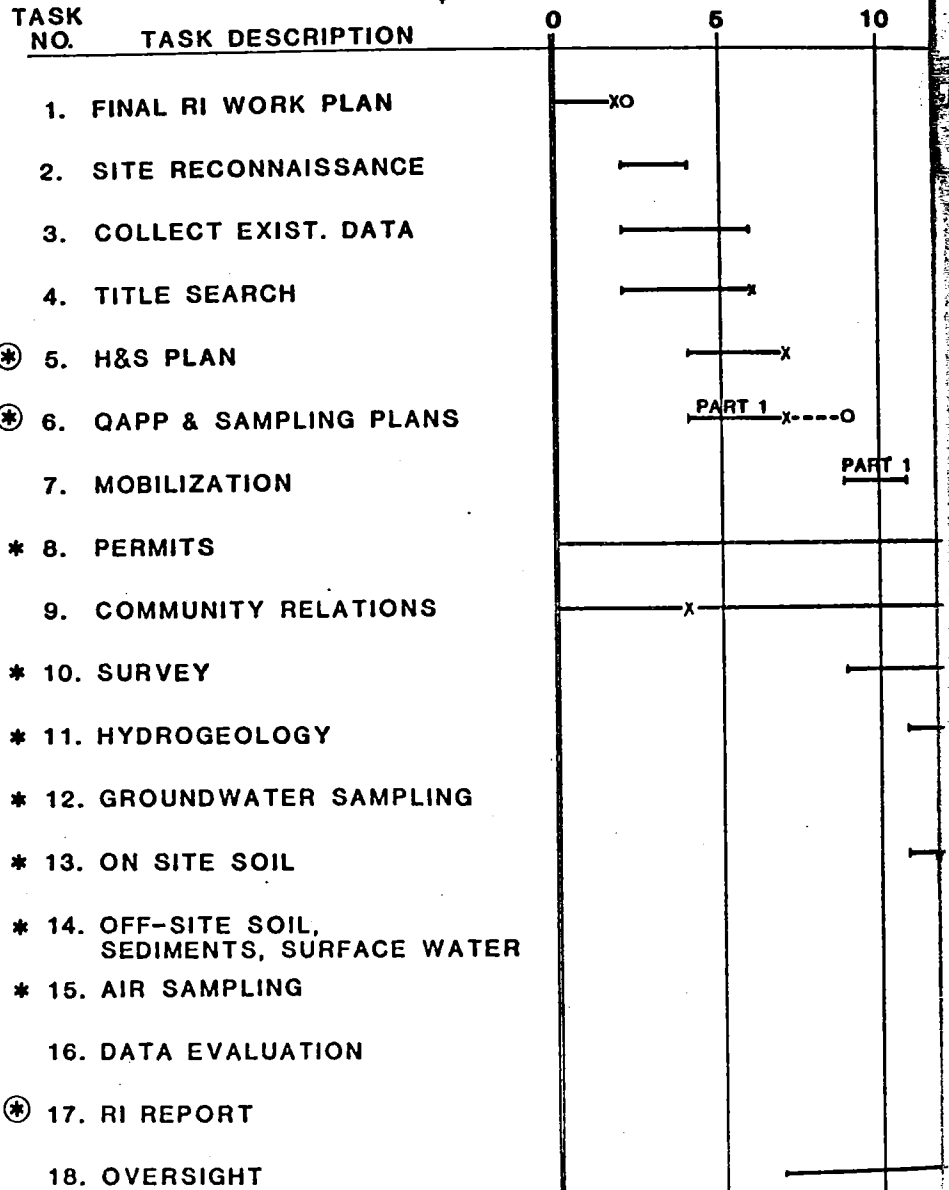 TASK NO. TASK DESCRIPTION 0 5 10
1. FINAL RI WORK PLAN XO
2. SITE RECONNAISSANCE
3. COLLECT EXIST. DATA
4. TITLE SEARCH X
* 5. H&S PLAN X
* 6. QAPP & SAMPLING PLANS PART 1 X----O
7. MOBILIZATION PART 1
* 8. PERMITS
9. COMMUNITY RELATIONS X
* 10. SURVEY
* 11. HYDROGEOLOGY
* 12. GROUNDWATER SAMPLING
* 13. ON SITE SOIL
* 14. OFF-SITE SOIL,
SEDIMENTS, SURFACE WATER
* 15. AIR SAMPLING
16. DATA EVALUATION
* 17. RI REPORT
18. OVERSIGHT